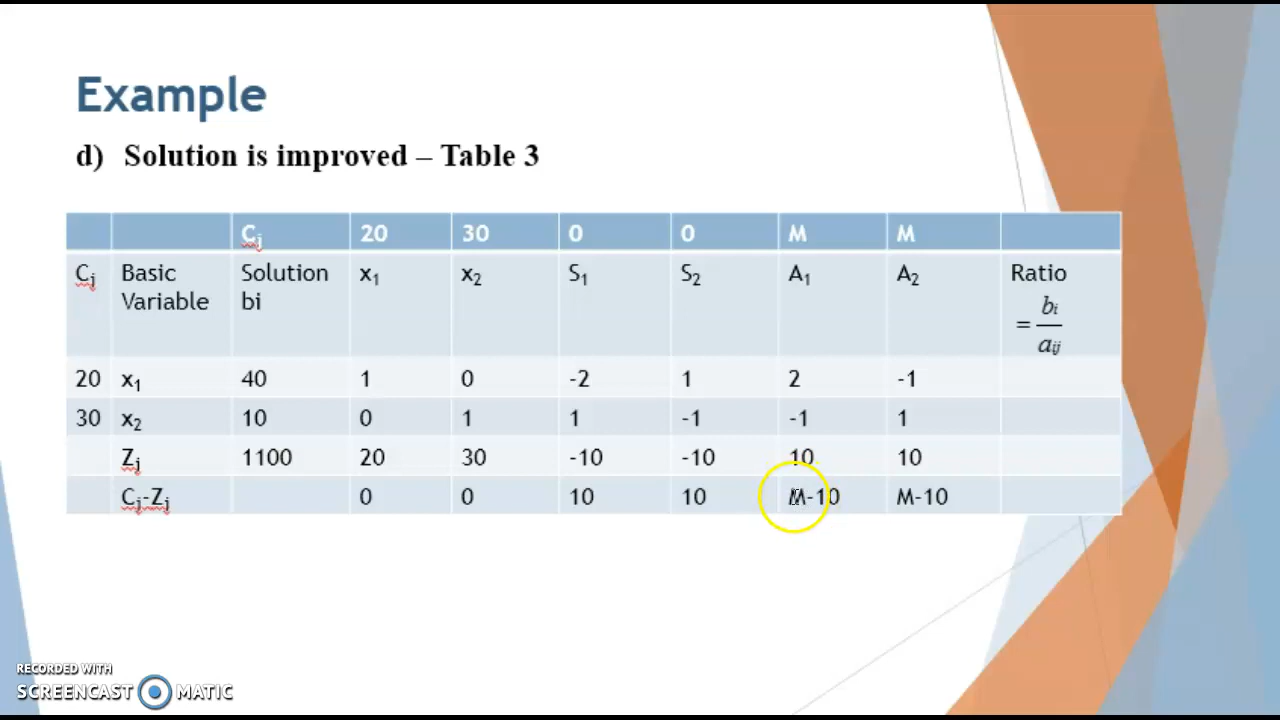 Example
d) Solution is improved – Table 3
Cj 20 30 0 0 M M
Cj Basic Variable Solution bi x1 x2 S1 S2 A1 A2 Ratio = bi/aij
20 x1 40 1 0 -2 1 2 -1
30 x2 10 0 1 1 -1 -1 1
Zj 1100 20 30 -10 -10 10 10
Cj-Zj 0 0 10 10 M-10 M-10
RECORDED WITH
SCREENCAST MATIC